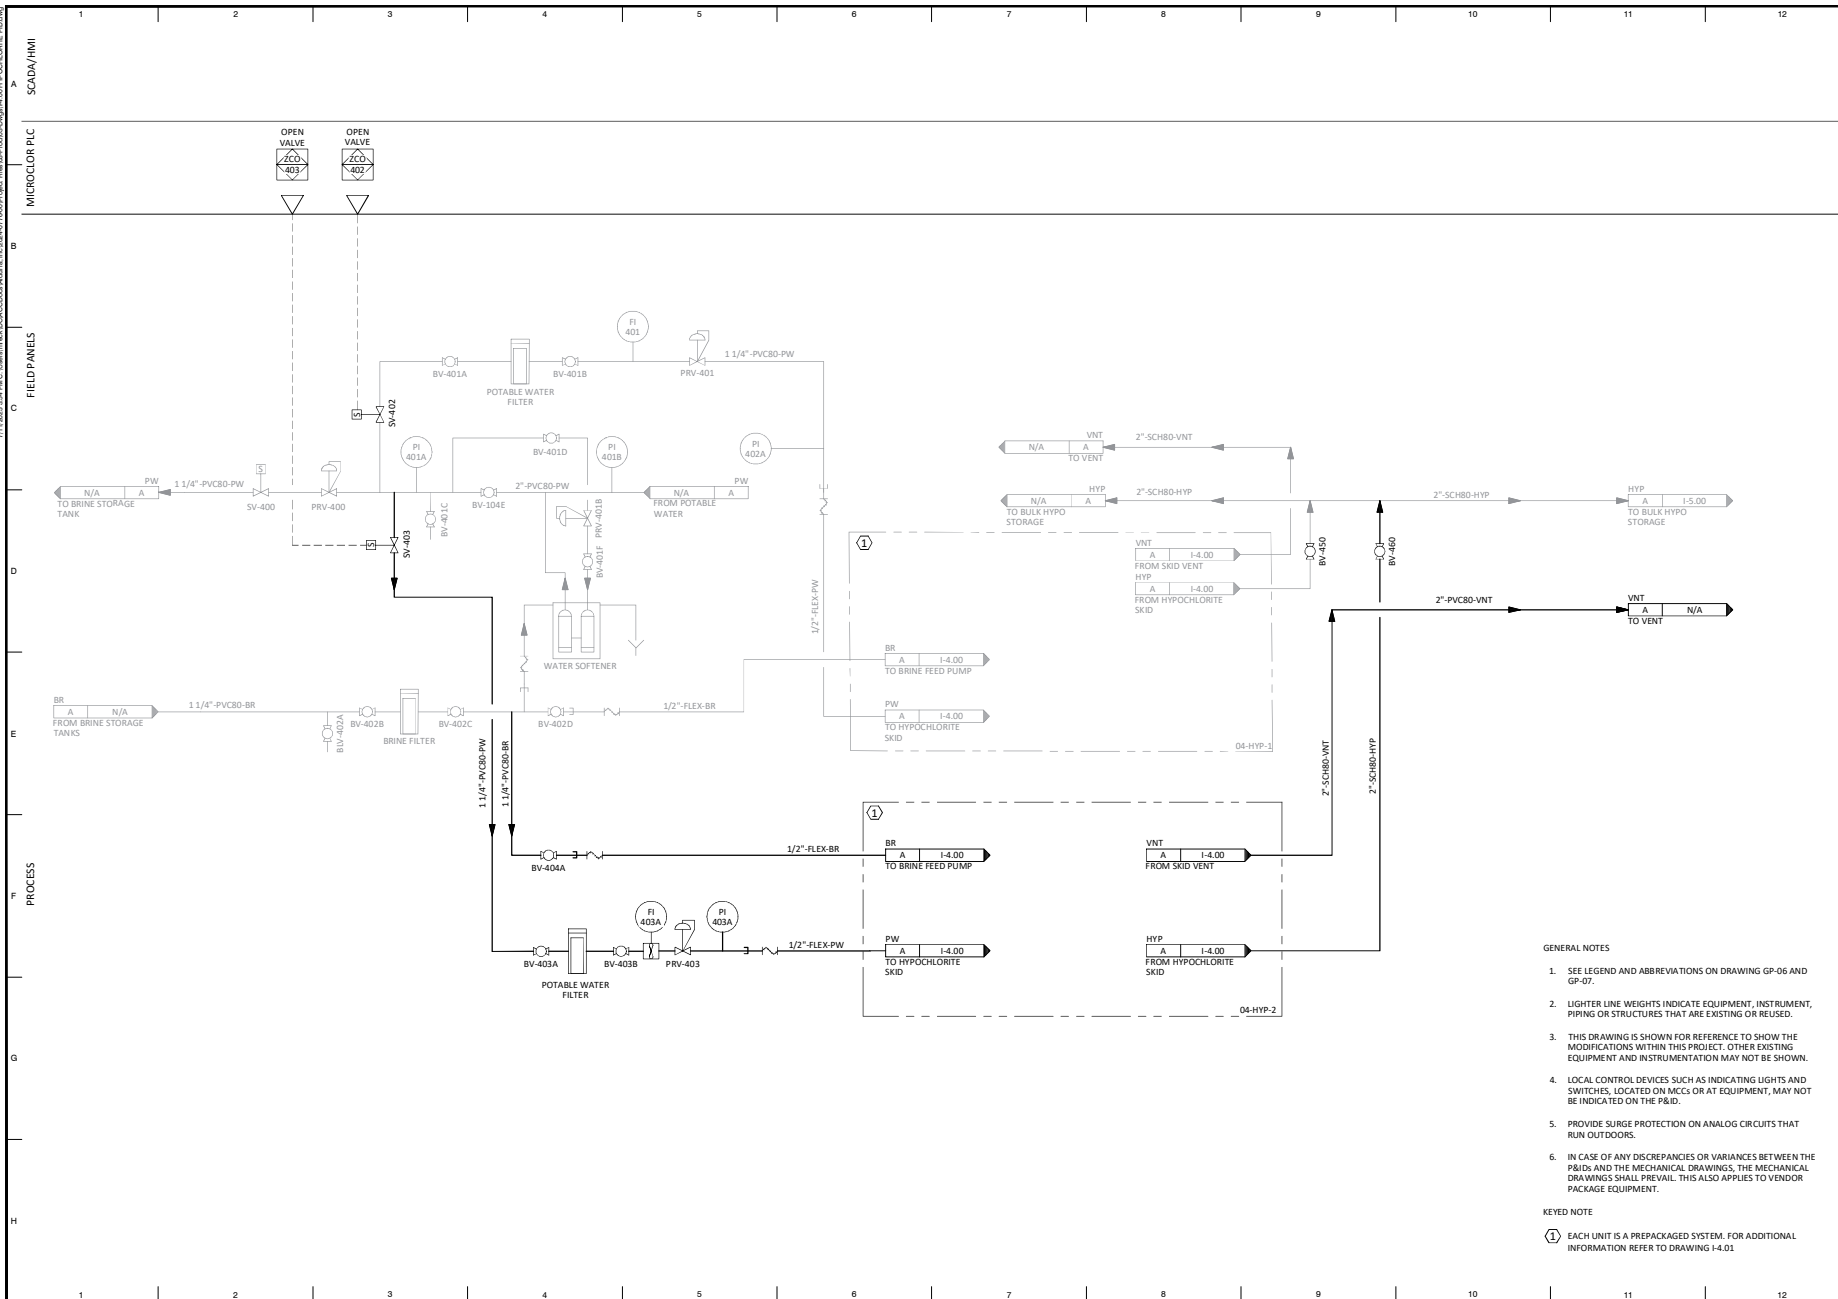 1 2 3 4 5 6 7 8 9 10 11 12
A
SCADA/HMI
MICROCLOR PLC
OPEN
VALVE
ZCO
403
OPEN
VALVE
ZCO
402
B
FIELD PANELS
C
FI
401
BV-401A
POTABLE WATER
FILTER
BV-401B
PRV-401
1 1/4"-PVC80-PW
S
SV-402
PI
401A
BV-401D
PI
401B
PI
402A
N/A A
PW
TO BRINE STORAGE
TANK
1 1/4"-PVC80-PW
S
SV-400
PRV-400
BV-401C
BV-104E
2"-PVC80-PW
PRV-401B
N/A A
PW
FROM POTABLE
WATER
S
SV-403
BV-401F
WATER SOFTENER
1/2"-FLEX-PW
VNT
N/A A
TO VENT
2"-SCH80-VNT
HYP
N/A A
TO BULK HYPO
STORAGE
2"-SCH80-HYP
2"-SCH80-HYP
HYP
A I-5.00
TO BULK HYPO
STORAGE
D
1
VNT
A I-4.00
FROM SKID VENT
HYP
A I-4.00
FROM HYPOCHLORITE
SKID
BV-450
BV-460
2"-PVC80-VNT
VNT
A N/A
TO VENT
BR
A I-4.00
TO BRINE FEED PUMP
PW
A I-4.00
TO HYPOCHLORITE
SKID
04-HYP-1
E
BR
A N/A
FROM BRINE STORAGE
TANKS
1 1/4"-PVC80-BR
BLV-402A
BV-402B
BRINE FILTER
BV-402C
BV-402D
1/2"-FLEX-BR
1 1/4"-PVC80-PW
1 1/4"-PVC80-BR
2"-SCH80-VNT
2"-SCH80-HYP
PROCESS
F
1
BV-404A
1/2"-FLEX-BR
BR
A I-4.00
TO BRINE FEED PUMP
VNT
A I-4.00
FROM SKID VENT
BV-403A
POTABLE WATER
FILTER
BV-403B
FI
403A
PRV-403
PI
403A
1/2"-FLEX-PW
PW
A I-4.00
TO HYPOCHLORITE
SKID
HYP
A I-4.00
FROM HYPOCHLORITE
SKID
04-HYP-2
G
H
GENERAL NOTES
1. SEE LEGEND AND ABBREVIATIONS ON DRAWING GP-06 AND
GP-07.
2. LIGHTER LINE WEIGHTS INDICATE EQUIPMENT, INSTRUMENT,
PIPING OR STRUCTURES THAT ARE EXISTING OR REUSED.
3. THIS DRAWING IS SHOWN FOR REFERENCE TO SHOW THE
MODIFICATIONS WITHIN THIS PROJECT. OTHER EXISTING
EQUIPMENT AND INSTRUMENTATION MAY NOT BE SHOWN.
4. LOCAL CONTROL DEVICES SUCH AS INDICATING LIGHTS AND
SWITCHES, LOCATED ON MCCs OR AT EQUIPMENT, MAY NOT
BE INDICATED ON THE P&ID.
5. PROVIDE SURGE PROTECTION ON ANALOG CIRCUITS THAT
RUN OUTDOORS.
6. IN CASE OF ANY DISCREPANCIES OR VARIANCES BETWEEN THE
P&IDs AND THE MECHANICAL DRAWINGS, THE MECHANICAL
DRAWINGS SHALL PREVAIL. THIS ALSO APPLIES TO VENDOR
PACKAGE EQUIPMENT.
KEYED NOTE
1 EACH UNIT IS A PREPACKAGED SYSTEM. FOR ADDITIONAL
INFORMATION REFER TO DRAWING I-4.01
1 2 3 4 5 6 7 8 9 10 11 12